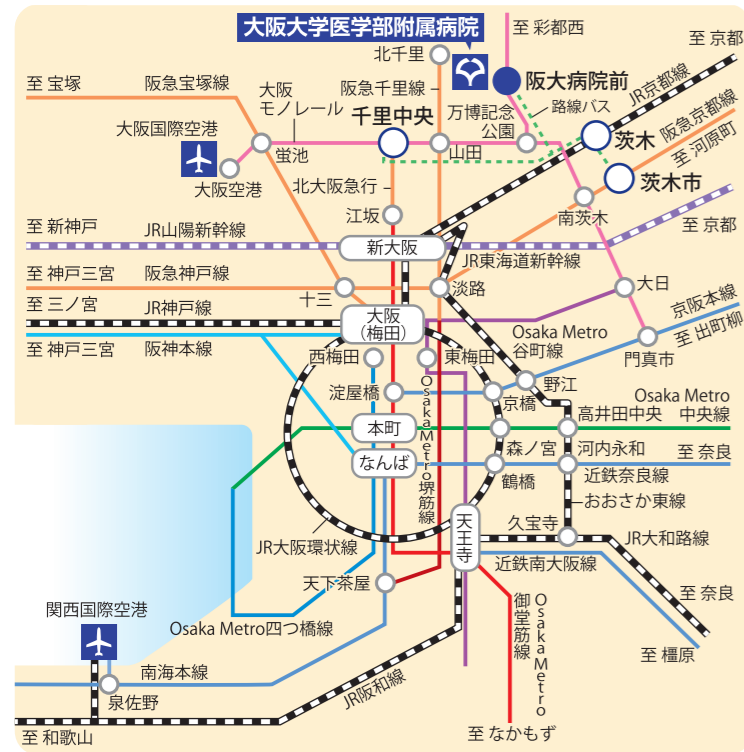 大阪大学医学部附属病院
至 彩都西
至 京都
北千里
阪大病院前
JR京都線
至 宝塚
阪急宝塚線
大阪
モノレール
阪急千里線
路線バス
万博記念
公園
阪急京都線
千里中央
茨木
至 河原町
大阪国際空港
蛍池
山田
大阪空港
茨木市
北大阪急行
江坂
南茨木
至 新神戸
JR山陽新幹線
新大阪
至 京都
JR東海道新幹線
至 神戸三宮
阪急神戸線
十三
淡路
大日
至 三ノ宮
JR神戸線
大阪
(梅田)
京阪本線
至 出町柳
Osaka Metro
谷町線
至 神戸三宮
阪神本線
西梅田
東梅田
門真市
野江
淀屋橋
京橋
Osaka Metro
中央線
高井田中央
本町
Osaka Metro堺筋線
森ノ宮
河内永和
至 奈良
なんば
鶴橋
近鉄奈良線
おおさか東線
天王寺
久宝寺
JR大阪環状線
JR大和路線
近鉄南大阪線
天下茶屋
至 奈良
関西国際空港
Osaka Metro四つ橋線
Osaka Metro
御堂筋線
至 橿原
南海本線
泉佐野
JR阪和線
至 和歌山
至 なかもず